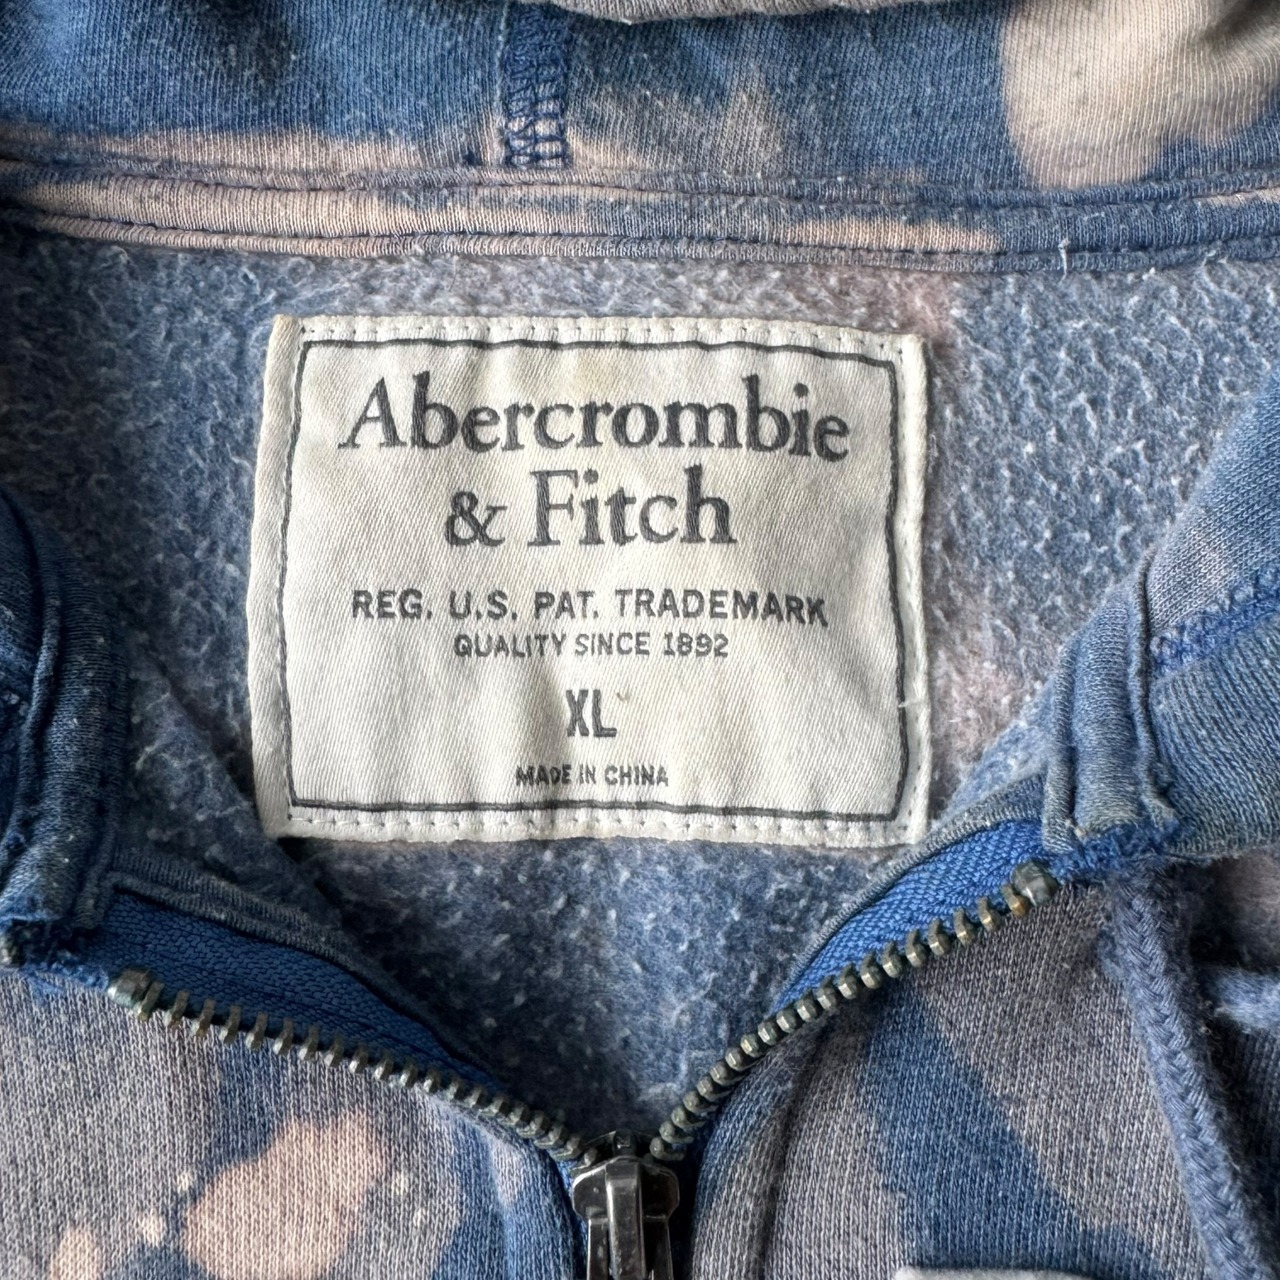 Abercrombie
& Fitch
REG. U.S. PAT. TRADEMARK
QUALITY SINCE 1892
XL
MADE IN CHINA